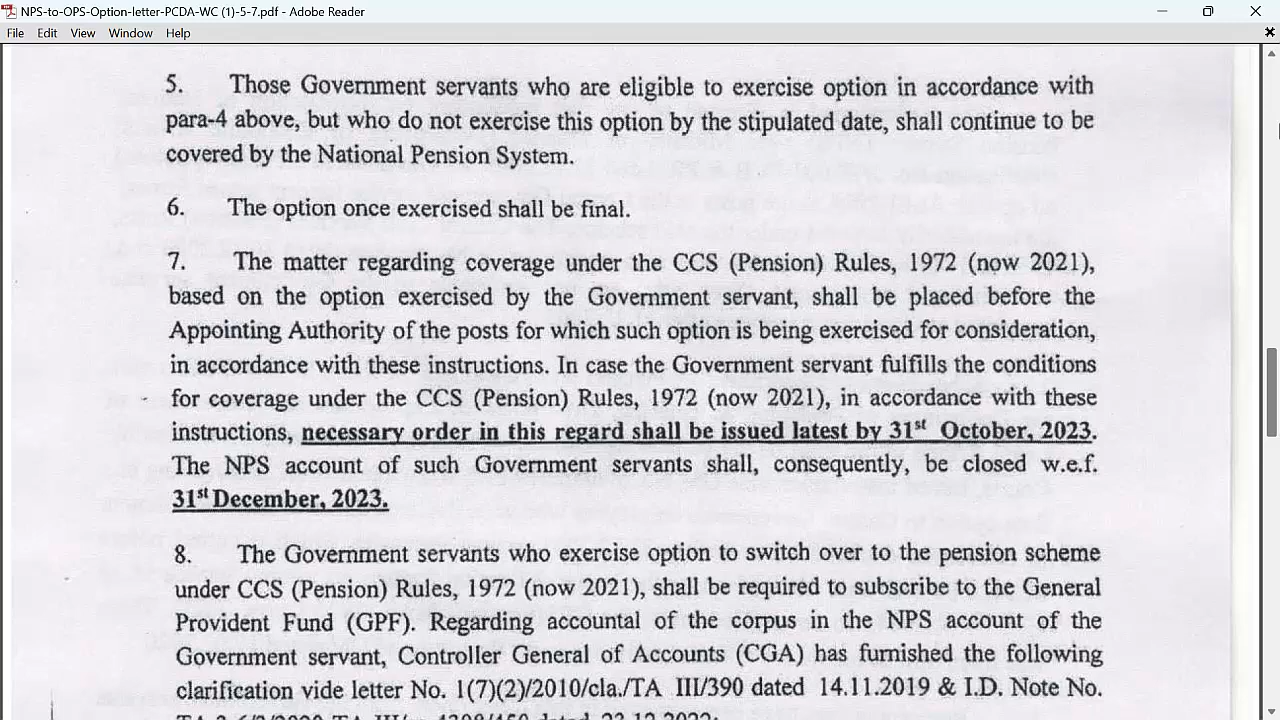 NPS-to-OPS-Option-letter-PCDA-WC (1)-5-7.pdf - Adobe Reader
File Edit View Window Help
5. Those Government servants who are eligible to exercise option in accordance with
para-4 above, but who do not exercise this option by the stipulated date, shall continue to be
covered by the National Pension System.
6. The option once exercised shall be final.
7. The matter regarding coverage under the CCS (Pension) Rules, 1972 (now 2021),
based on the option exercised by the Government servant, shall be placed before the
Appointing Authority of the posts for which such option is being exercised for consideration,
in accordance with these instructions. In case the Government servant fulfills the conditions
for coverage under the CCS (Pension) Rules, 1972 (now 2021), in accordance with these
instructions, necessary order in this regard shall be issued latest by 31st October, 2023.
The NPS account of such Government servants shall, consequently, be closed w.e.f.
31st December, 2023.
8. The Government servants who exercise option to switch over to the pension scheme
under CCS (Pension) Rules, 1972 (now 2021), shall be required to subscribe to the General
Provident Fund (GPF). Regarding accountal of the corpus in the NPS account of the
Government servant, Controller General of Accounts (CGA) has furnished the following
clarification vide letter No. 1(7)(2)/2010/cla./TA III/390 dated 14.11.2019 & I.D. Note No.